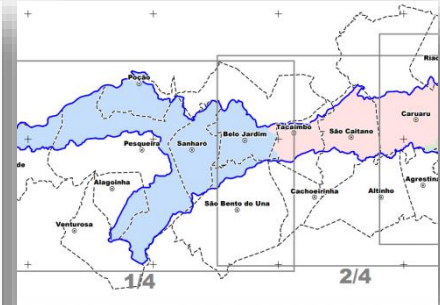 Riac
Poção
Caruaru
Tacaimbó
São Caitano
Belo Jardim
Pesqueira
Sanharó
de
Alagoinha
Agrestina
Cachoeirinha
Altinho
São Bento do Una
Venturosa
1/4
2/4